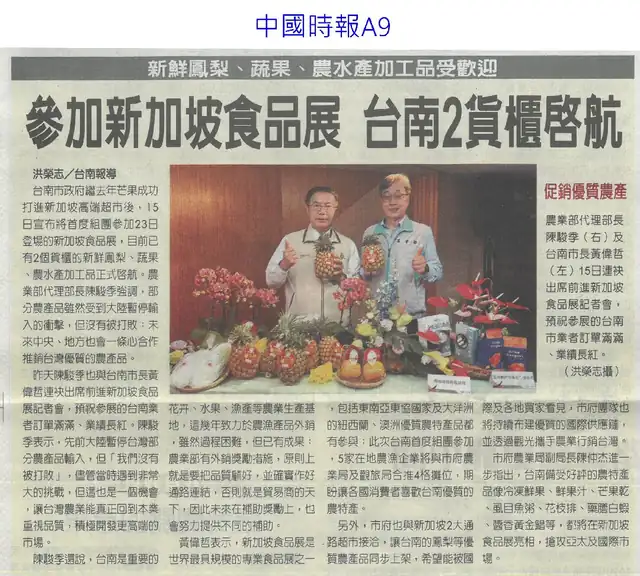 中國時報A9
新鮮鳳梨、蔬果、農水產加工品受歡迎
參加新加坡食品展 台南2貨櫃啓航
洪榮志／台南報導
台南市政府繼去年芒果成功
打進新加坡高端超市後，15
日宣布將首度組團參加23日
登場的新加坡食品展，目前已
有2個貨櫃的新鮮鳳梨、蔬果
、農水產加工品正式啓航。農
業部代理部長陳駿季強調，部
分農產品雖然受到大陸暫停輸
入的衝擊，但沒有被打敗；未
來中央、地方也會一條心合作
推銷台灣優質的農產品。
昨天陳駿季也與台南市長黃
偉哲連袂出席前進新加坡食品
展記者會，預祝參展的台南業
者訂單滿滿、業績長紅。陳駿
季表示，先前大陸暫停台灣部
分農產品輸入，但「我們沒有
被打敗」，儘管當時遇到非常
大的挑戰，但這也是一個機會
，讓台灣農業能真正回到本質
重視品質，積極開發更高端的
市場。
陳駿季還說，台南是重要的
花卉、水果、漁產等農業生產基
地，這幾年致力於農漁產品外銷
，雖然過程困難，但已有成果；
農業部有外銷獎勵措施，原則上
就是要把品質顧好，並確實作好
通路連結，否則就是貿易商的天
下，因此未來在補助獎勵上，也
會努力提供不同的補助。
黃偉哲表示，新加坡食品展是
世界最具規模的專業食品展之一
，包括東南亞東協國家及大洋洲
的紐西蘭、澳洲優質農特產品都
有參與；此次台南首度組團參加
，5家在地農漁企業將與市府農
業局及觀旅局合推4格攤位，期
盼讓各國消費者喜歡台南優質的
農特產。
另外，市府也與新加坡2大通
路超市接洽，讓台南的鳳梨等優
質農產品同步上架，希望能被國
際及各地買家看見，市府團隊也
將持續市建優質的國際供應鏈，
並透過觀光攜手農業行銷台灣。
市府農業局副局長陳仲杰進一
步指出，台南備受好評的農特產
品像冷凍鮮果、鮮果汁、芒果乾
、風目魚粥、花枝排、藥膳白蝦
、醬香黃金鯧等，都將在新加坡
食品展亮相，搶攻亞太及國際市
場。
促銷優質農產
農業部代理部長
陳駿季（右）及
台南市長黃偉哲
（左）15日連袂
出席前進新加坡
食品展記者會，
預祝參展的台南
市業者訂單滿滿
、業績長紅。
（洪榮志攝）